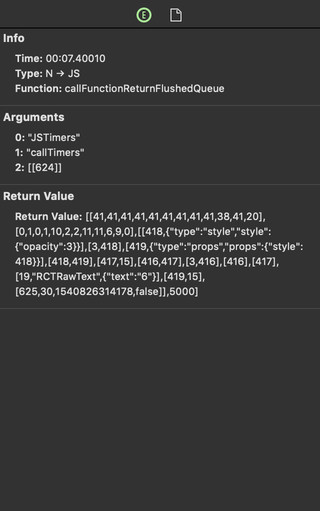 E
Info
Time: 00:07.40010
Type: N → JS
Function: callFunctionReturnFlushedQueue
Arguments
0: "JSTimers"
1: "callTimers"
2: [[624]]
Return Value
Return Value: [[41,41,41,41,41,41,41,41,41,38,41,20],
[0,1,0,1,10,2,2,11,11,6,9,0],[[418,{"type":"style","style":
{"opacity":3}}],[3,418],[419,{"type":"props","props":{"style":
418}}],[418,419],[417,15],[416,417],[3,416],[416],[417],
[19,"RCTRawText",{"text":"6"}],[419,15],
[625,30,1540826314178,false]],5000]